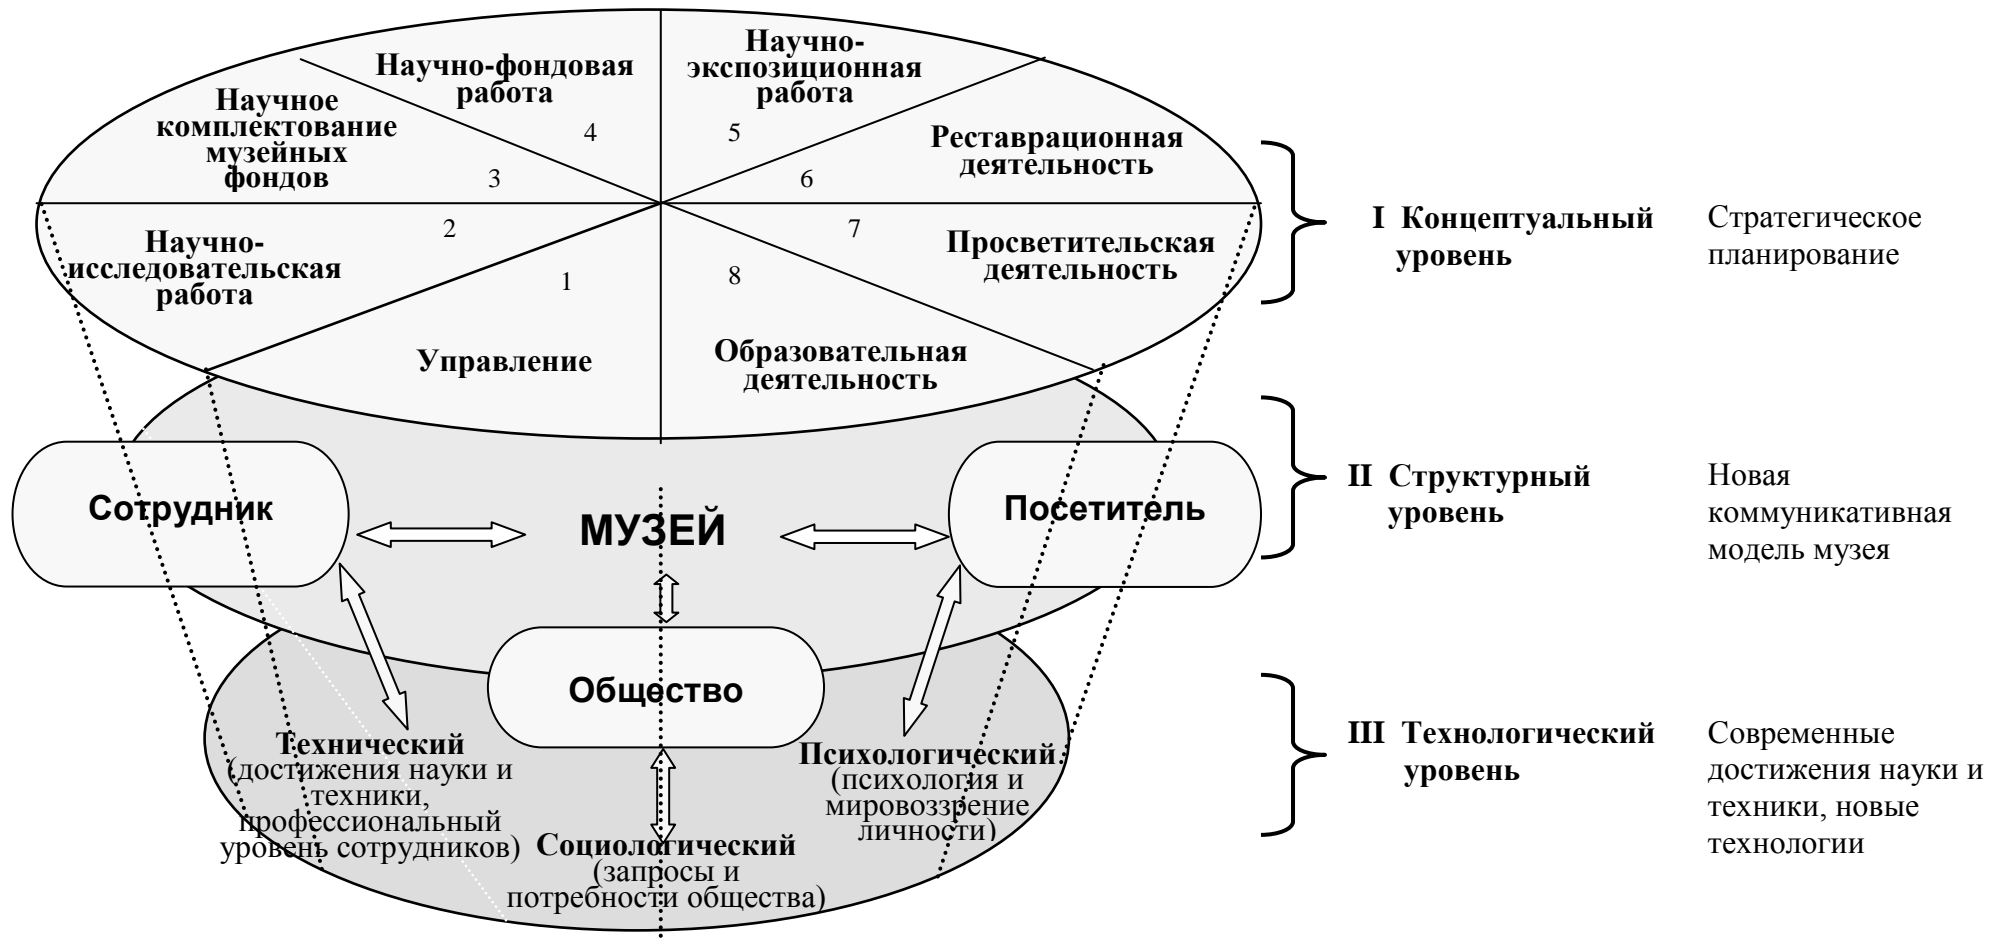 Научно-фондовая
работа
4
Научно-
экспозиционная
работа
5
Научное
комплектование
музейных
фондов
3
Реставрационная
деятельность
6
Научно-
исследовательская
работа
2
Просветительская
деятельность
7
Управление
1
Образовательная
деятельность
8
I Концептуальный
уровень
Стратегическое
планирование
Сотрудник
МУЗЕЙ
Посетитель
II Структурный
уровень
Новая
коммуникативная
модель музея
Общество
Технический
(достижения науки и
техники,
профессиональный
уровень сотрудников)
Социологический
(запросы и
потребности общества)
Психологический
(психология и
мировоззрение
личности)
III Технологический
уровень
Современные
достижения науки и
техники, новые
технологии